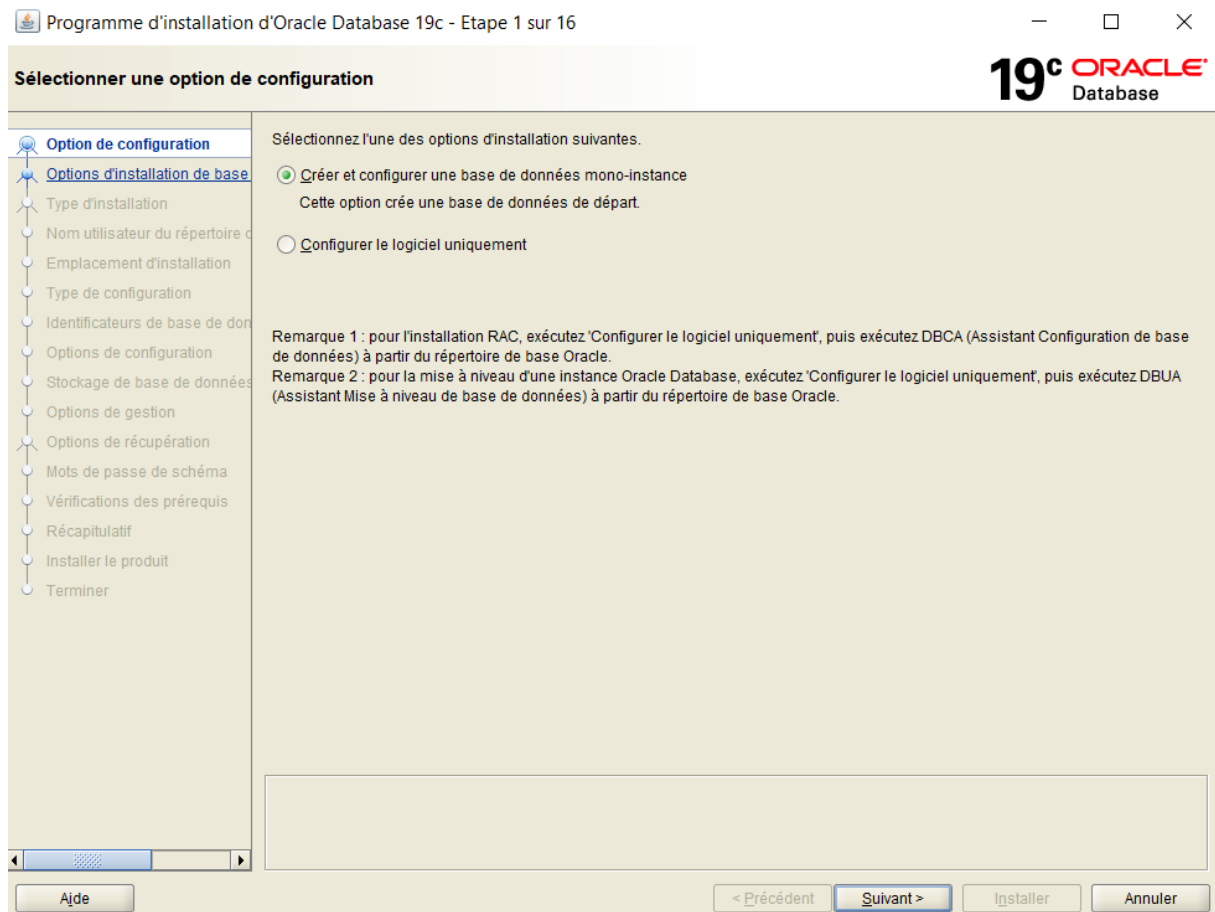 Programme d'installation d'Oracle Database 19c - Etape 1 sur 16
Sélectionner une option de configuration
19c ORACLE
Database
Option de configuration
Options d'installation de base
Type d'installation
Nom utilisateur du répertoire d
Emplacement d'installation
Type de configuration
Identificateurs de base de don
Options de configuration
Stockage de base de données
Options de gestion
Options de récupération
Mots de passe de schéma
Vérifications des prérequis
Récapitulatif
Installer le produit
Terminer
Sélectionnez l'une des options d'installation suivantes.
Créer et configurer une base de données mono-instance
Cette option crée une base de données de départ.
Configurer le logiciel uniquement
Remarque 1 : pour l'installation RAC, exécutez 'Configurer le logiciel uniquement', puis exécutez DBCA (Assistant Configuration de base
de données) à partir du répertoire de base Oracle.
Remarque 2 : pour la mise à niveau d'une instance Oracle Database, exécutez 'Configurer le logiciel uniquement', puis exécutez DBUA
(Assistant Mise à niveau de base de données) à partir du répertoire de base Oracle.
Aide
< Précédent
Suivant >
Installer
Annuler